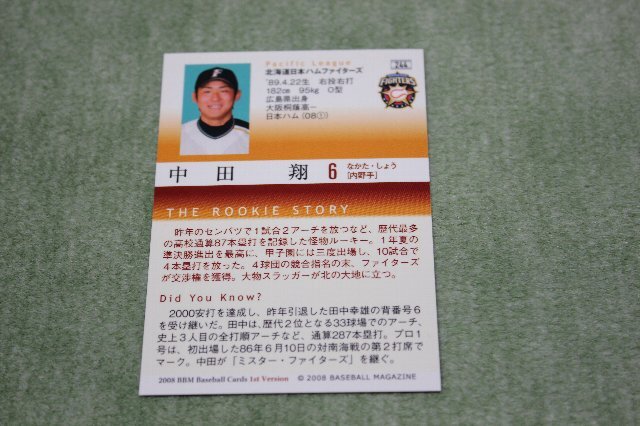 Pacific League
244
北海道日本ハムファイターズ
FIGHTERS
'89.4.22生　右投右打
182cm　95kg　O型
広島県出身
大阪桐蔭高―
日本ハム（08①）
中田　翔　6　なかた・しょう
［内野手］
THE ROOKIE STORY
昨年のセンバツで1試合2アーチを放つなど、歴代最多
の高校通算87本塁打を記録した怪物ルーキー。1年夏の
準決勝進出を最高に、甲子園には三度出場し、10試合で
4本塁打を放った。4球団の競合指名の末、ファイターズ
が交渉権を獲得。大物スラッガーが北の大地に立つ。
Did You Know?
2000安打を達成し、昨年引退した田中幸雄の背番号6
を受け継いだ。田中は、歴代2位となる33球場でのアーチ、
史上3人目の全打順アーチなど、通算287本塁打。プロ1
号は、初出場した86年6月10日の対南海戦の第2打席で
マーク。中田が「ミスター・ファイターズ」を継ぐ。
2008 BBM Baseball Cards 1st Version　© 2008 BASEBALL MAGAZINE